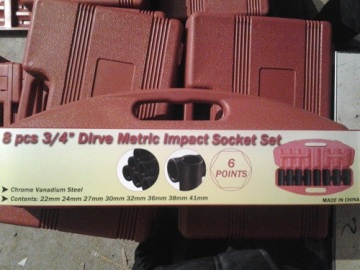 8 pcs 3/4" Dirve Metric Impact Socket Set
6
POINTS
Chrome Vanadium Steel
Contents: 22mm 24mm 27mm 30mm 32mm 36mm 38mm 41mm
MADE IN CHINA